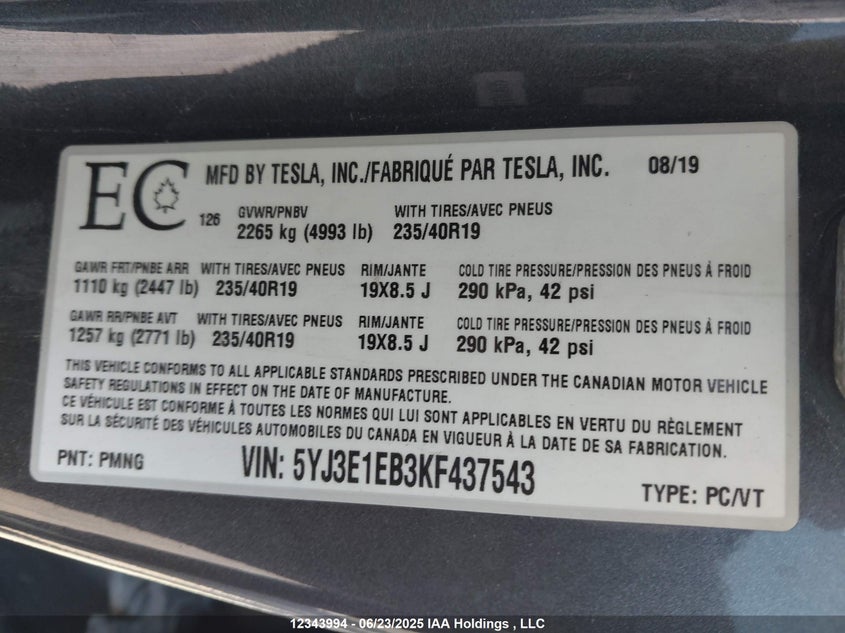 EC
126
MFD BY TESLA, INC./FABRIQUÉ PAR TESLA, INC. 08/19
GVWR/PNBV WITH TIRES/AVEC PNEUS
2265 kg (4993 lb) 235/40R19
GAWR FRT/PNBE ARR WITH TIRES/AVEC PNEUS RIM/JANTE COLD TIRE PRESSURE/PRESSION DES PNEUS À FROID
1110 kg (2447 lb) 235/40R19 19X8.5 J 290 kPa, 42 psi
GAWR RR/PNBE AVT WITH TIRES/AVEC PNEUS RIM/JANTE COLD TIRE PRESSURE/PRESSION DES PNEUS À FROID
1257 kg (2771 lb) 235/40R19 19X8.5 J 290 kPa, 42 psi
THIS VEHICLE CONFORMS TO ALL APPLICABLE STANDARDS PRESCRIBED UNDER THE CANADIAN MOTOR VEHICLE
SAFETY REGULATIONS IN EFFECT ON THE DATE OF MANUFACTURE.
CE VÉHICULE EST CONFORME À TOUTES LES NORMES QUI LUI SONT APPLICABLES EN VERTU DU RÈGLEMENT
SUR LA SÉCURITÉ DES VÉHICULES AUTOMOBILES DU CANADA EN VIGUEUR À LA DATE DE SA FABRICATION.
PNT: PMNG VIN: 5YJ3E1EB3KF437543 TYPE: PC/VT
12343994 - 06/23/2025 IAA Holdings , LLC